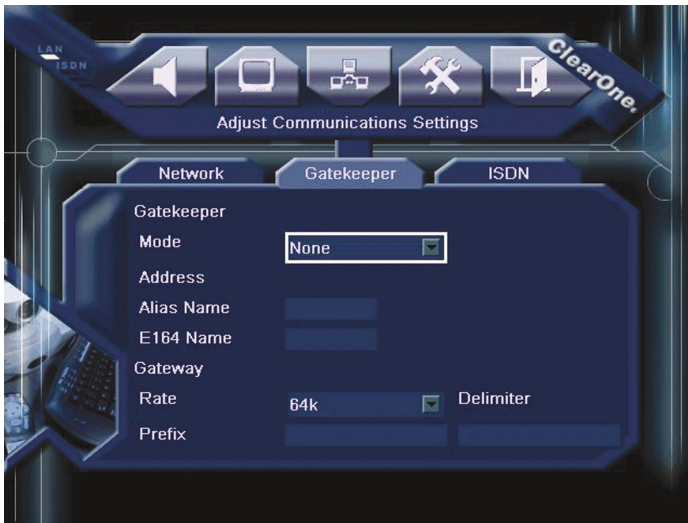 LAN
ISDN
ClearOne.
Adjust Communications Settings
Network Gatekeeper ISDN
Gatekeeper
Mode None
Address
Alias Name
E164 Name
Gateway
Rate 64k Delimiter
Prefix